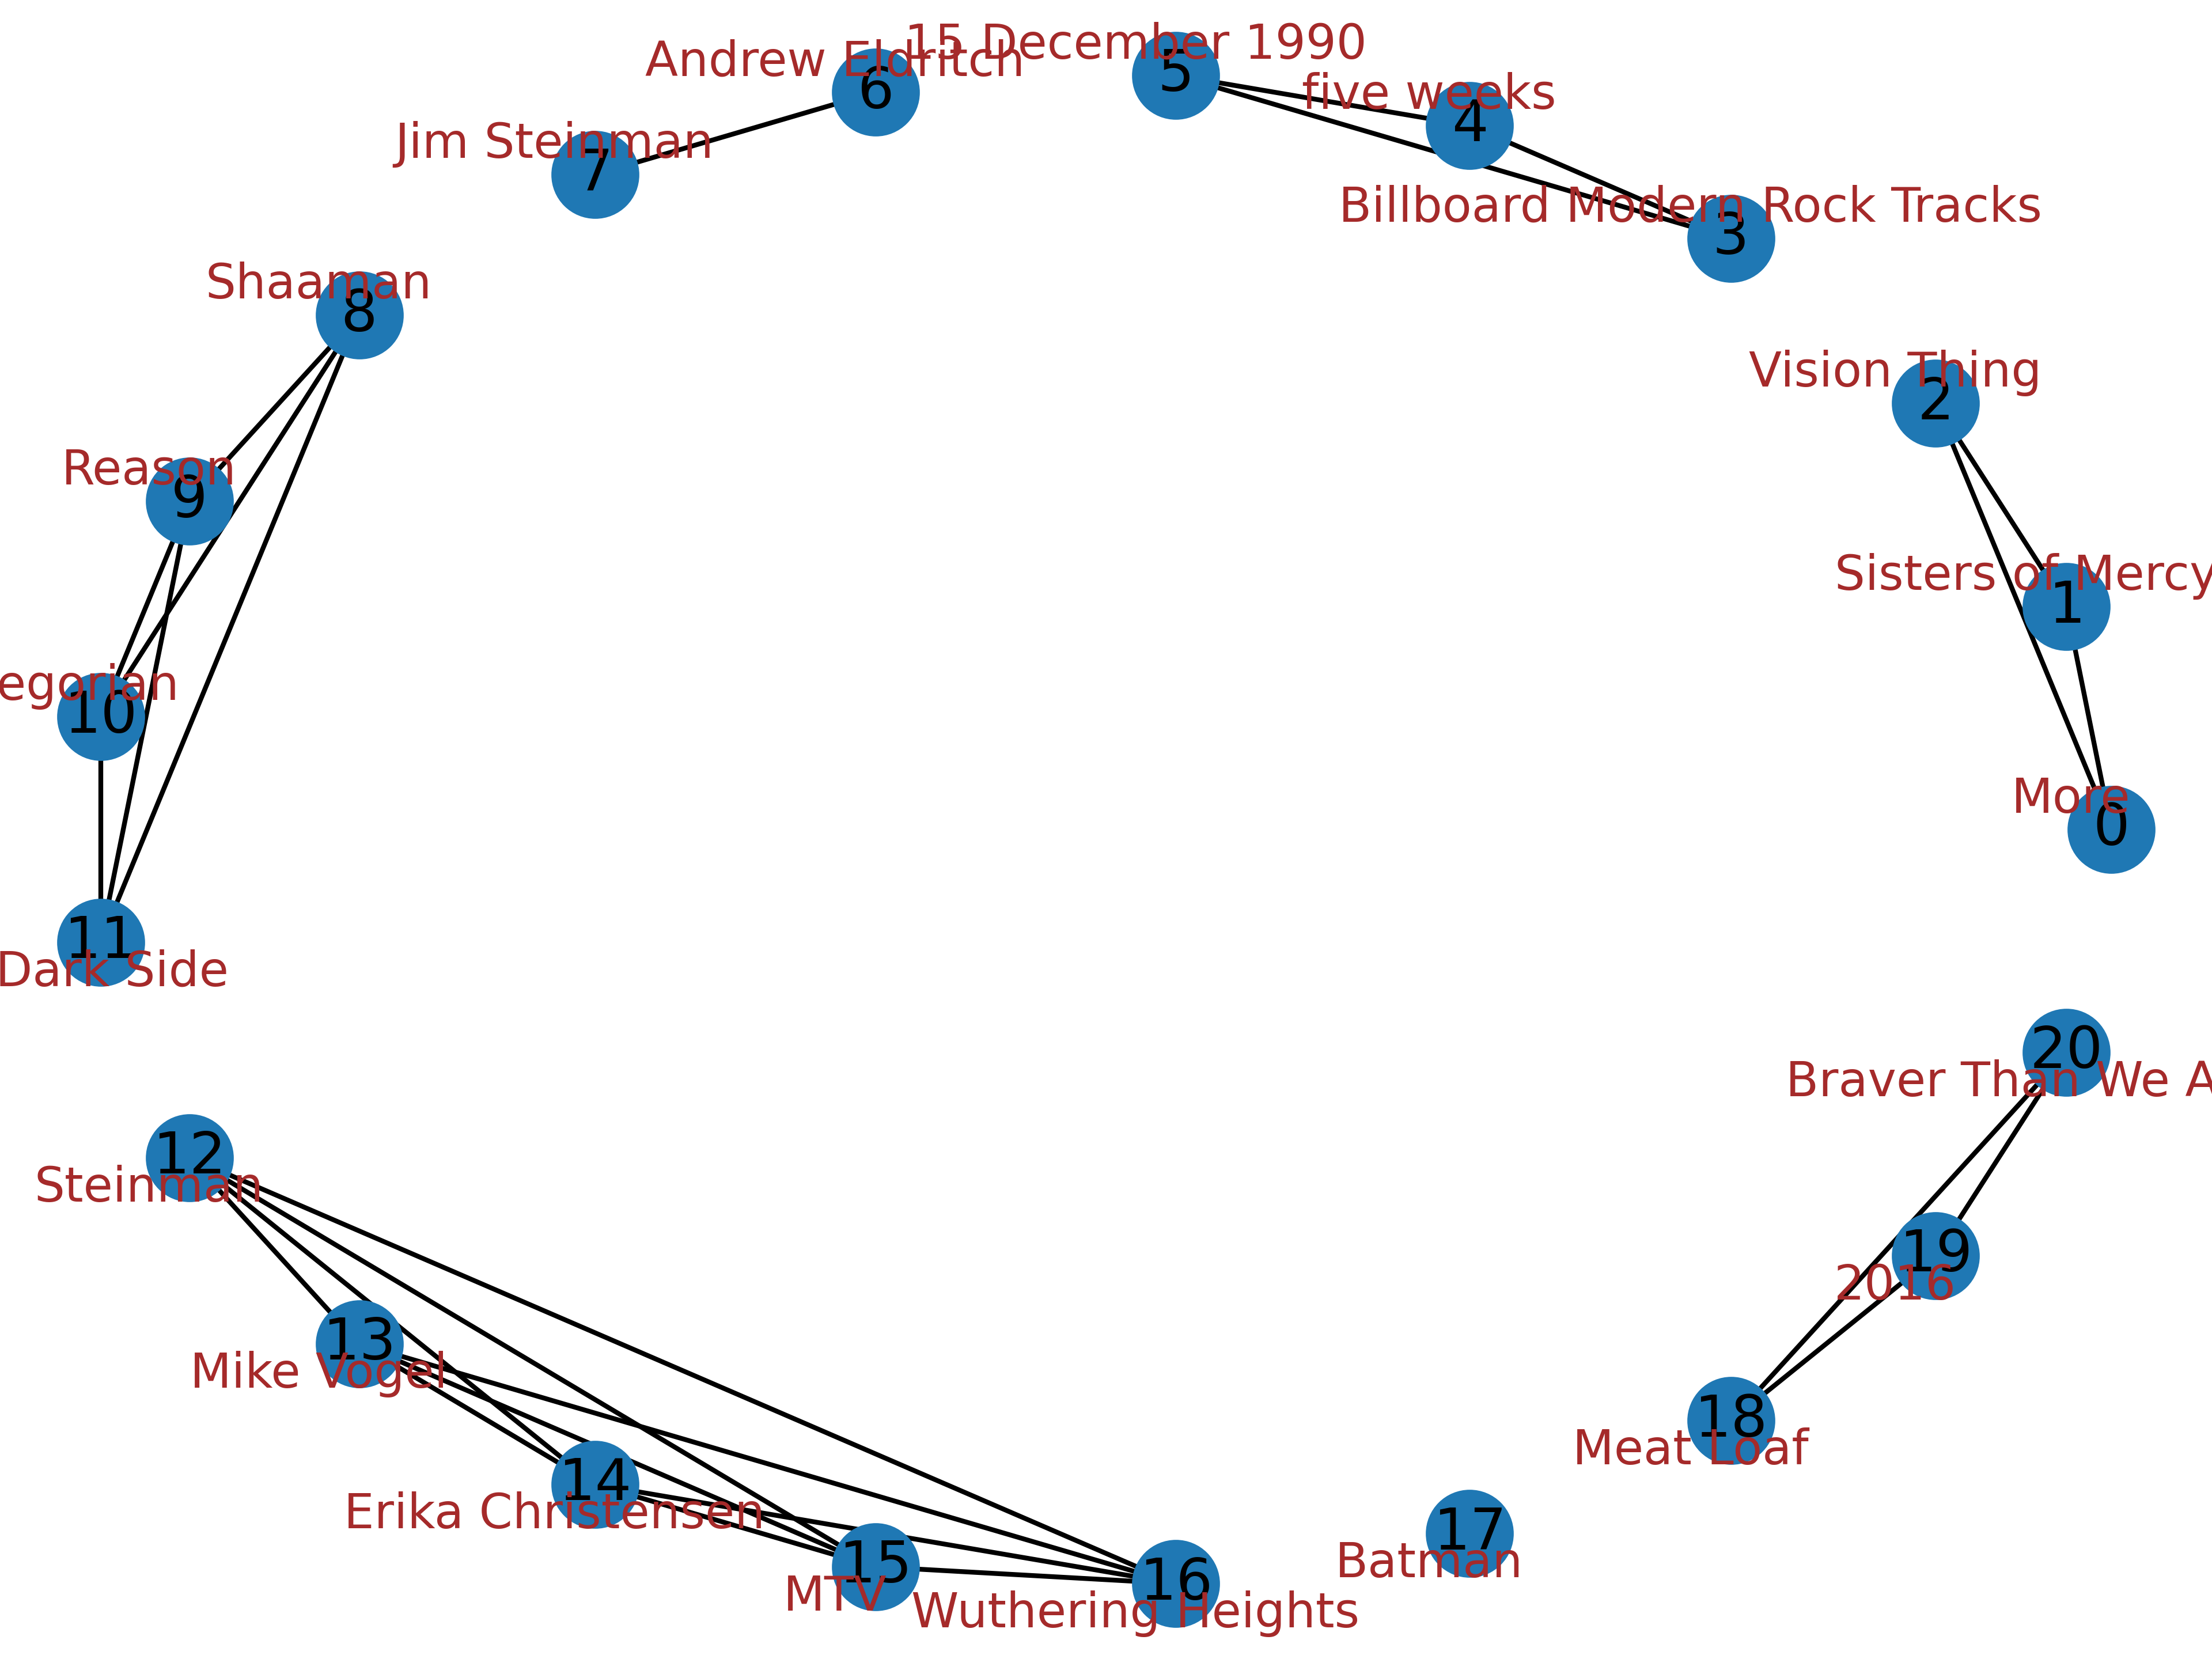 15 December 1990
5
Andrew Eldritch
6
five weeks
4
Jim Steinman
7
Billboard Modern Rock Tracks
3
Shaaman
8
Vision Thing
2
Reason
9
Sisters of Mercy
1
egorian
10
More
0
11
Dark Side
20
Braver Than We A
12
Steinman
19
2016
13
Mike Vogel
18
Meat Loaf
14
Erika Christensen
17
Batman
15
MTV
16
Wuthering Heights